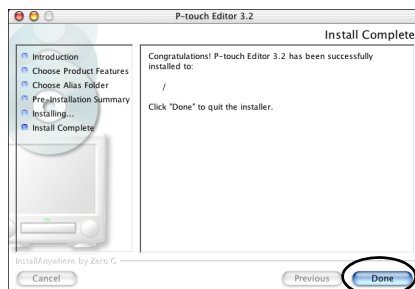 P-touch Editor 3.2
Install Complete
Introduction
Choose Product Features
Choose Alias Folder
Pre-Installation Summary
Installing...
Install Complete
Congratulations! P-touch Editor 3.2 has been successfully
installed to:
/
Click "Done" to quit the installer.
InstallAnywhere by Zero G
Cancel
Previous
Done